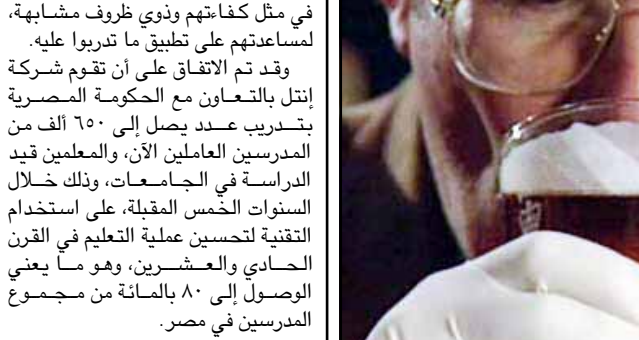 في مثل كفاءتهم وذوي ظروف مشابهة،
لمساعدتهم على تطبيق ما تدربوا عليه.
وقد تم الاتفاق على أن تقوم شركة
إنتل بالتعاون مع الحكومة المصرية
بتدريب عدد يصل إلى ٦٥٠ ألف من
المدرسين العاملين الآن، والمعلمين قيد
الدراسة في الجامعات، وذلك خلال
السنوات الخمس المقبلة، على استخدام
التقنية لتحسين عملية التعليم في القرن
الحادي والعشرين، وهو ما يعني
الوصول إلى ٨٠ بالمائة من مجموع
المدرسين في مصر.